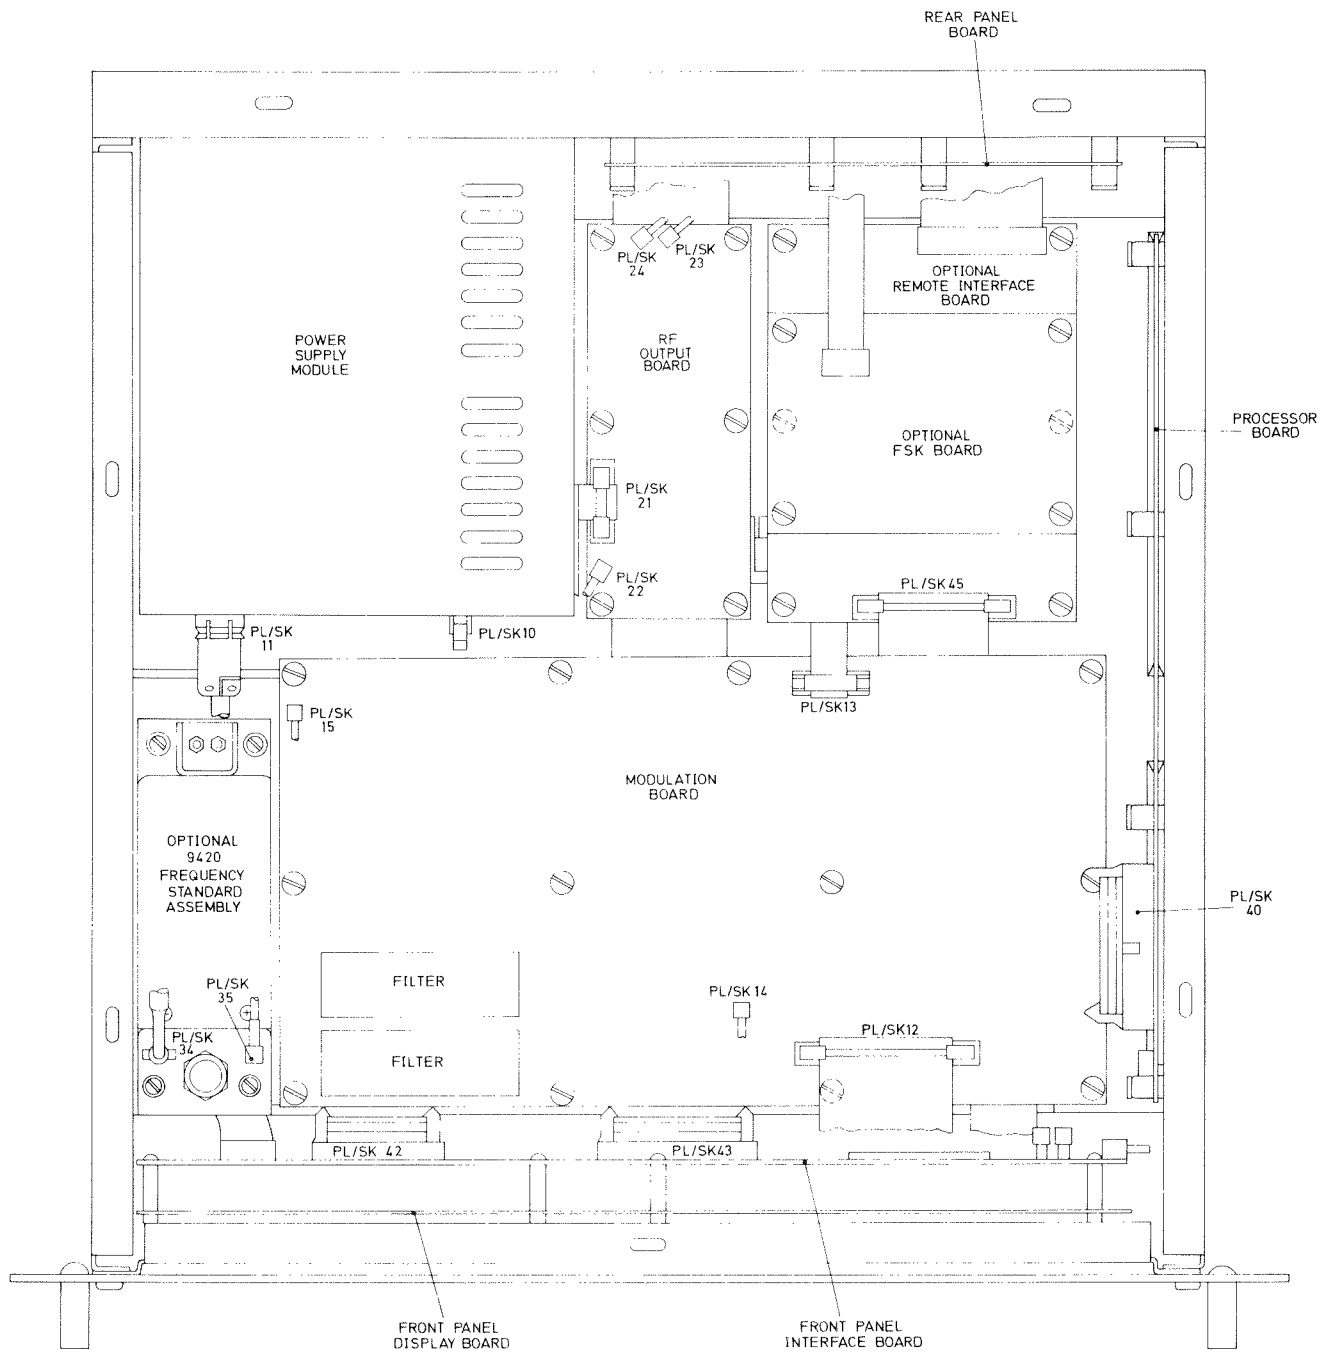 REAR PANEL
BOARD
PL/SK
24
PL/SK
23
OPTIONAL
REMOTE INTERFACE
BOARD
POWER
SUPPLY
MODULE
RF
OUTPUT
BOARD
OPTIONAL
FSK BOARD
PROCESSOR
BOARD
PL/SK
21
PL/SK
22
PL/SK45
PL/SK
11
PL/SK10
PL/SK13
PL/SK
15
MODULATION
BOARD
OPTIONAL
9420
FREQUENCY
STANDARD
ASSEMBLY
PL/SK
40
PL/SK
35
FILTER
PL/SK14
PL/SK
34
FILTER
PL/SK12
PL/SK 42
PL/SK43
FRONT PANEL
DISPLAY BOARD
FRONT PANEL
INTERFACE BOARD